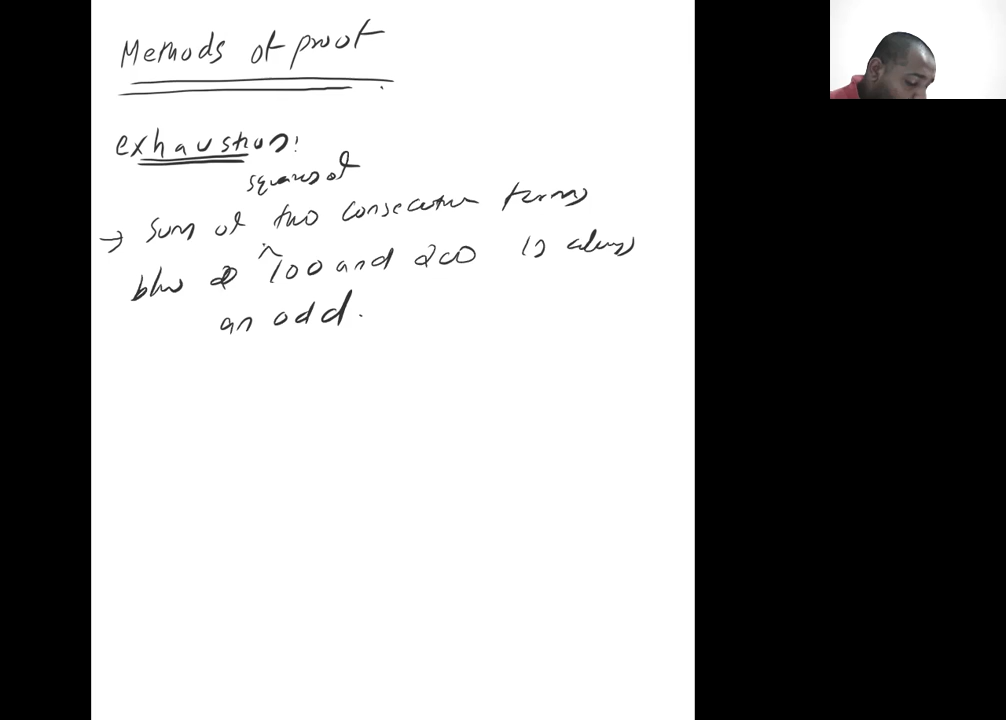 Methods of proof
exhaustion:
squares of
→ sum of two consecutive terms
b/w 100 and 200 is always
an odd.